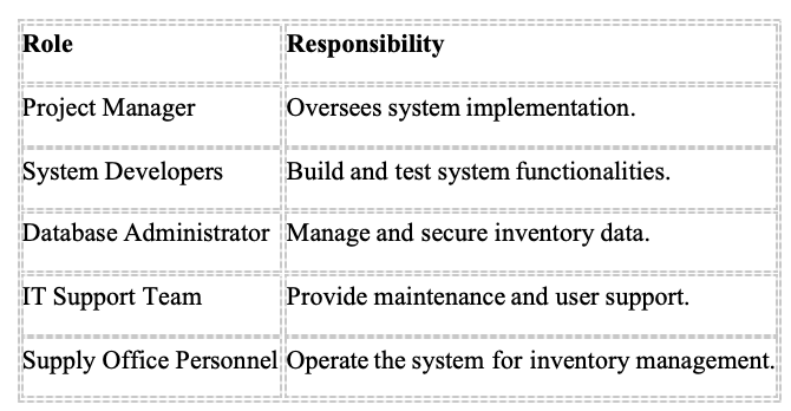 Role Responsibility
Project Manager Oversees system implementation.
System Developers Build and test system functionalities.
Database Administrator Manage and secure inventory data.
IT Support Team Provide maintenance and user support.
Supply Office Personnel Operate the system for inventory management.